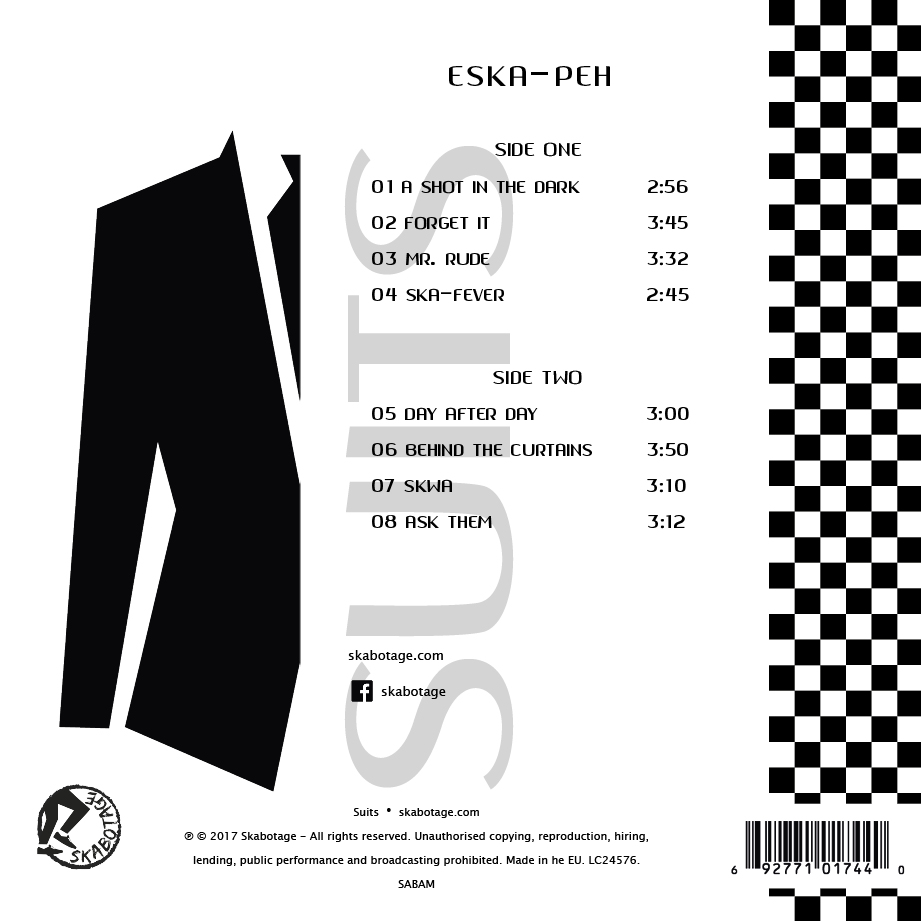 ESKA-PEH
SUITS
SIDE ONE
01 A SHOT IN THE DARK 2:56
02 FORGET IT 3:45
03 MR. RUDE 3:32
04 SKA-FEVER 2:45
SIDE TWO
05 DAY AFTER DAY 3:00
06 BEHIND THE CURTAINS 3:50
07 SKWA 3:10
08 ASK THEM 3:12
skabotage.com
skabotage
SKABOTAGE
Suits • skabotage.com
℗ © 2017 Skabotage - All rights reserved. Unauthorised copying, reproduction, hiring,
lending, public performance and broadcasting prohibited. Made in he EU. LC24576.
SABAM
6 92771 01744 0